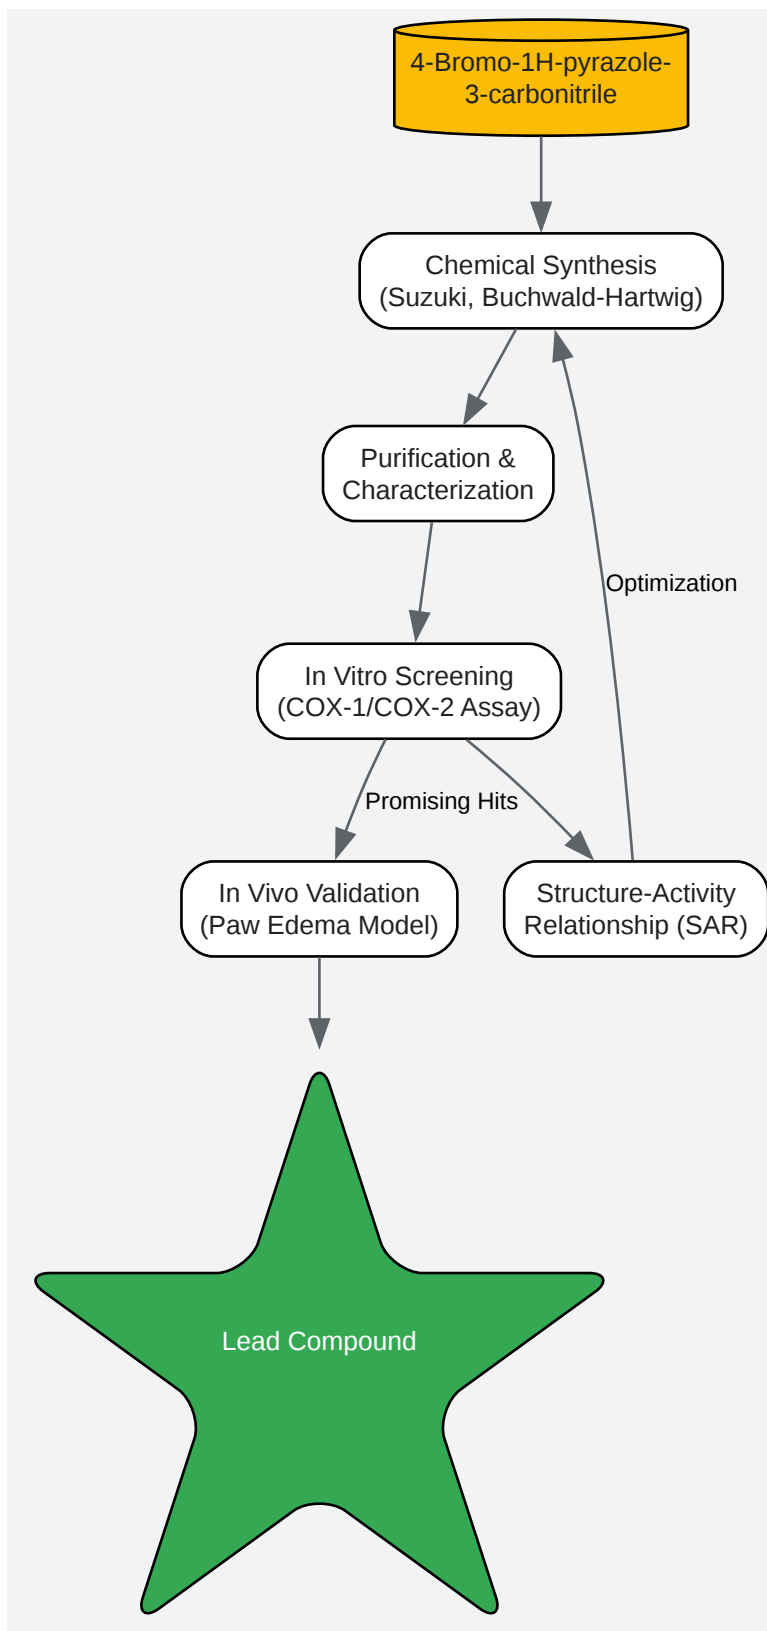 4-Bromo-1H-pyrazole-
3-carbonitrile
Chemical Synthesis
(Suzuki, Buchwald-Hartwig)
Purification &
Characterization
Optimization
In Vitro Screening
(COX-1/COX-2 Assay)
Promising Hits
In Vivo Validation
(Paw Edema Model)
Structure-Activity
Relationship (SAR)
Lead Compound